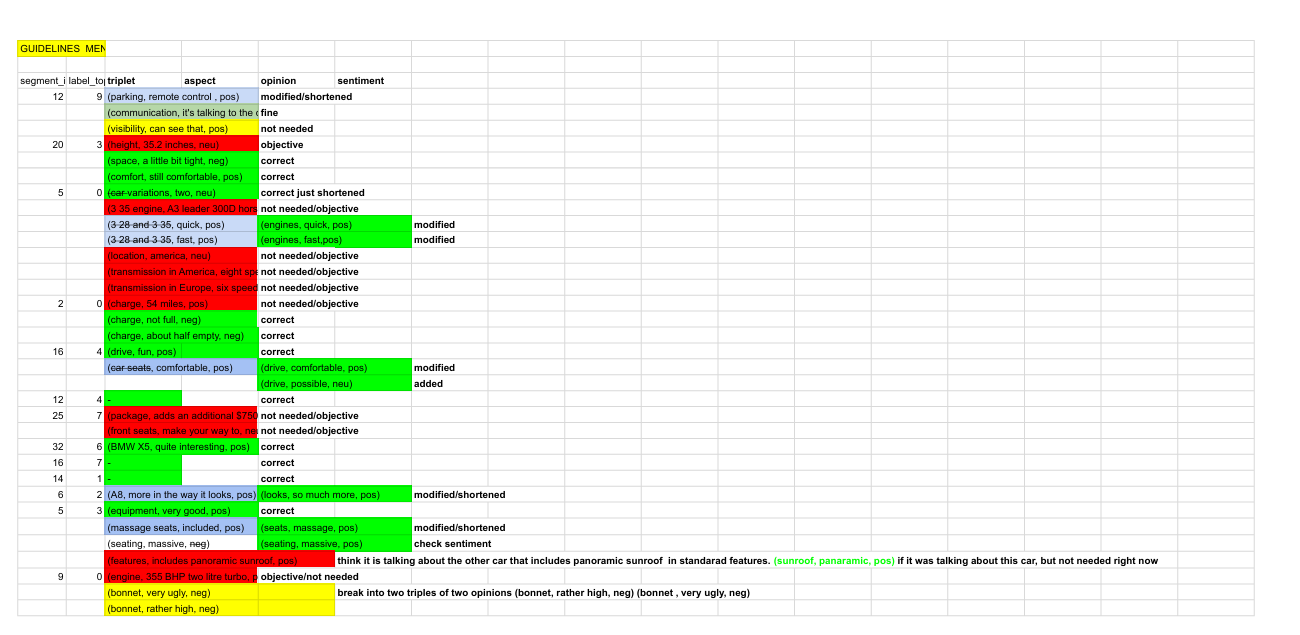 GUIDELINES MEN
segment_i label_to triplet aspect opinion sentiment
12 9 (parking, remote control , pos) modified/shortened
(communication, it's talking to the c fine
(visibility, can see that, pos) not needed
20 3 (height, 35.2 inches, neu) objective
(space, a little bit tight, neg) correct
(comfort, still comfortable, pos) correct
5 0 (car variations, two, neu) correct just shortened
(3 35 engine, A3 leader 300D hors not needed/objective
(3 28 and 3 35, quick, pos) (engines, quick, pos) modified
(3 28 and 3 35, fast, pos) (engines, fast,pos) modified
(location, america, neu) not needed/objective
(transmission in America, eight spe not needed/objective
(transmission in Europe, six speed not needed/objective
2 0 (charge, 54 miles, pos) not needed/objective
(charge, not full, neg) correct
(charge, about half empty, neg) correct
16 4 (drive, fun, pos) correct
(car seats, comfortable, pos) (drive, comfortable, pos) modified
(drive, possible, neu) added
12 4 - correct
25 7 (package, adds an additional $750 not needed/objective
(front seats, make your way to, neu not needed/objective
32 6 (BMW X5, quite interesting, pos) correct
16 7 - correct
14 1 - correct
6 2 (A8, more in the way it looks, pos) (looks, so much more, pos) modified/shortened
5 3 (equipment, very good, pos) correct
(massage seats, included, pos) (seats, massage, pos) modified/shortened
(seating, massive, neg) (seating, massive, pos) check sentiment
(features, includes panoramic sunroof, pos) think it is talking about the other car that includes panoramic sunroof in standarad features. (sunroof, panaramic, pos) if it was talking about this car, but not needed right now
9 0 (engine, 355 BHP two litre turbo, p objective/not needed
(bonnet, very ugly, neg) break into two triples of two opinions (bonnet, rather high, neg) (bonnet , very ugly, neg)
(bonnet, rather high, neg)